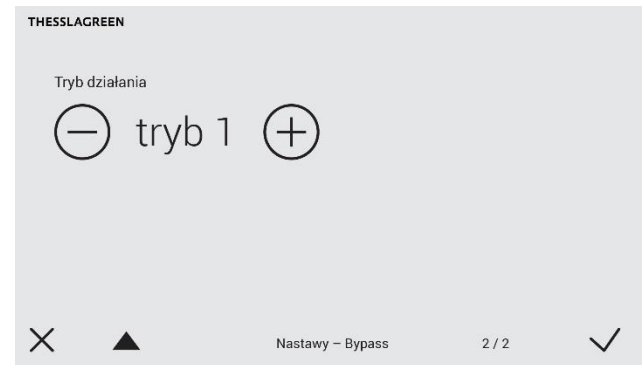 THESSLAGREEN
Tryb działania
tryb 1
Nastawy – Bypass 2 / 2